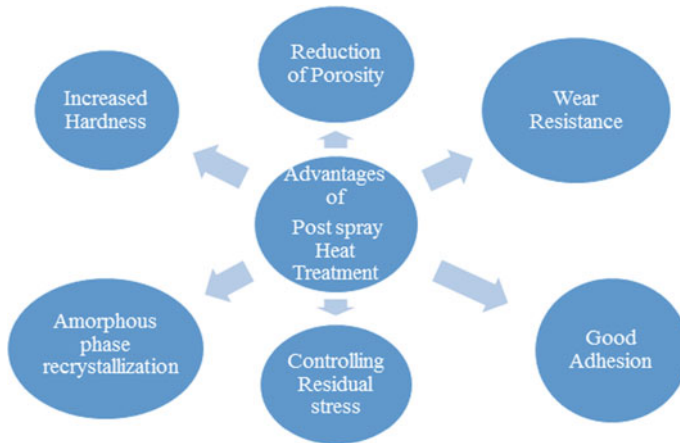 Reduction
of Porosity
Increased
Hardness
Wear
Resistance
Advantages
of
Post spray
Heat
Treatment
Amorphous
phase
recrystallization
Controlling
Residual
stress
Good
Adhesion